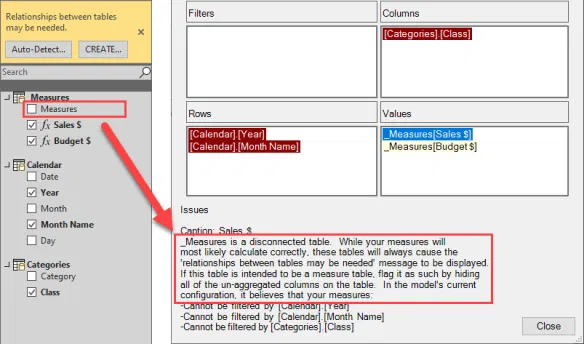 Relationships between tables
may be needed.
Auto-Detect...
CREATE...
Search
_Measures
Measures
fx Sales $
fx Budget $
Calendar
Date
Year
Month
Month Name
Day
Categories
Category
Class
Filters
Columns
[Categories].[Class]
Rows
Values
[Calendar].[Year]
[Calendar].[Month Name]
_Measures[Sales $]
_Measures[Budget $]
Issues
Caption: Sales $
_Measures is a disconnected table. While your measures will
most likely calculate correctly, these tables will always cause the
'relationships between tables may be needed' message to be displayed.
If this table is intended to be a measure table, flag it as such by hiding
all of the un-aggregated columns on the table. In the model's current
configuration, it believes that your measures:
-Cannot be filtered by [Calendar].[Year]
-Cannot be filtered by [Calendar].[Month Name]
-Cannot be filtered by [Categories].[Class]
Close